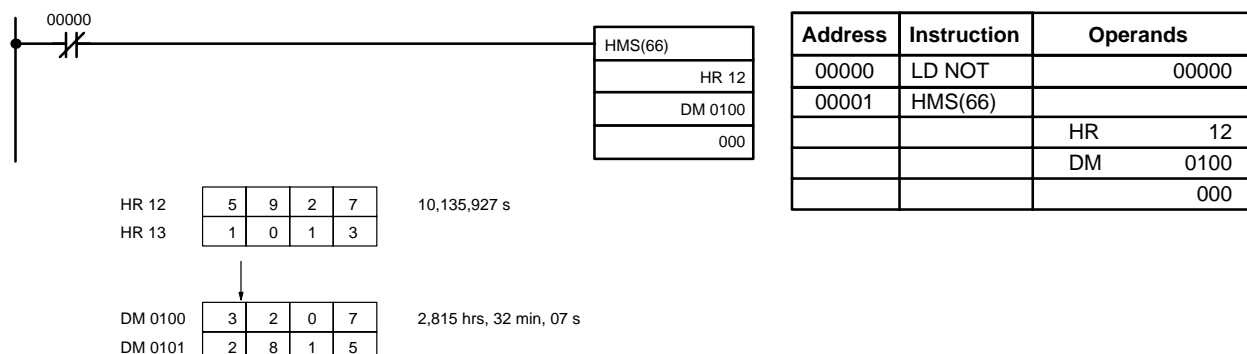 00000
HMS(66)
HR 12
DM 0100
000
Address Instruction Operands
00000 LD NOT 00000
00001 HMS(66)
HR 12
DM 0100
000
HR 12 5 9 2 7 10,135,927 s
HR 13 1 0 1 3
DM 0100 3 2 0 7 2,815 hrs, 32 min, 07 s
DM 0101 2 8 1 5